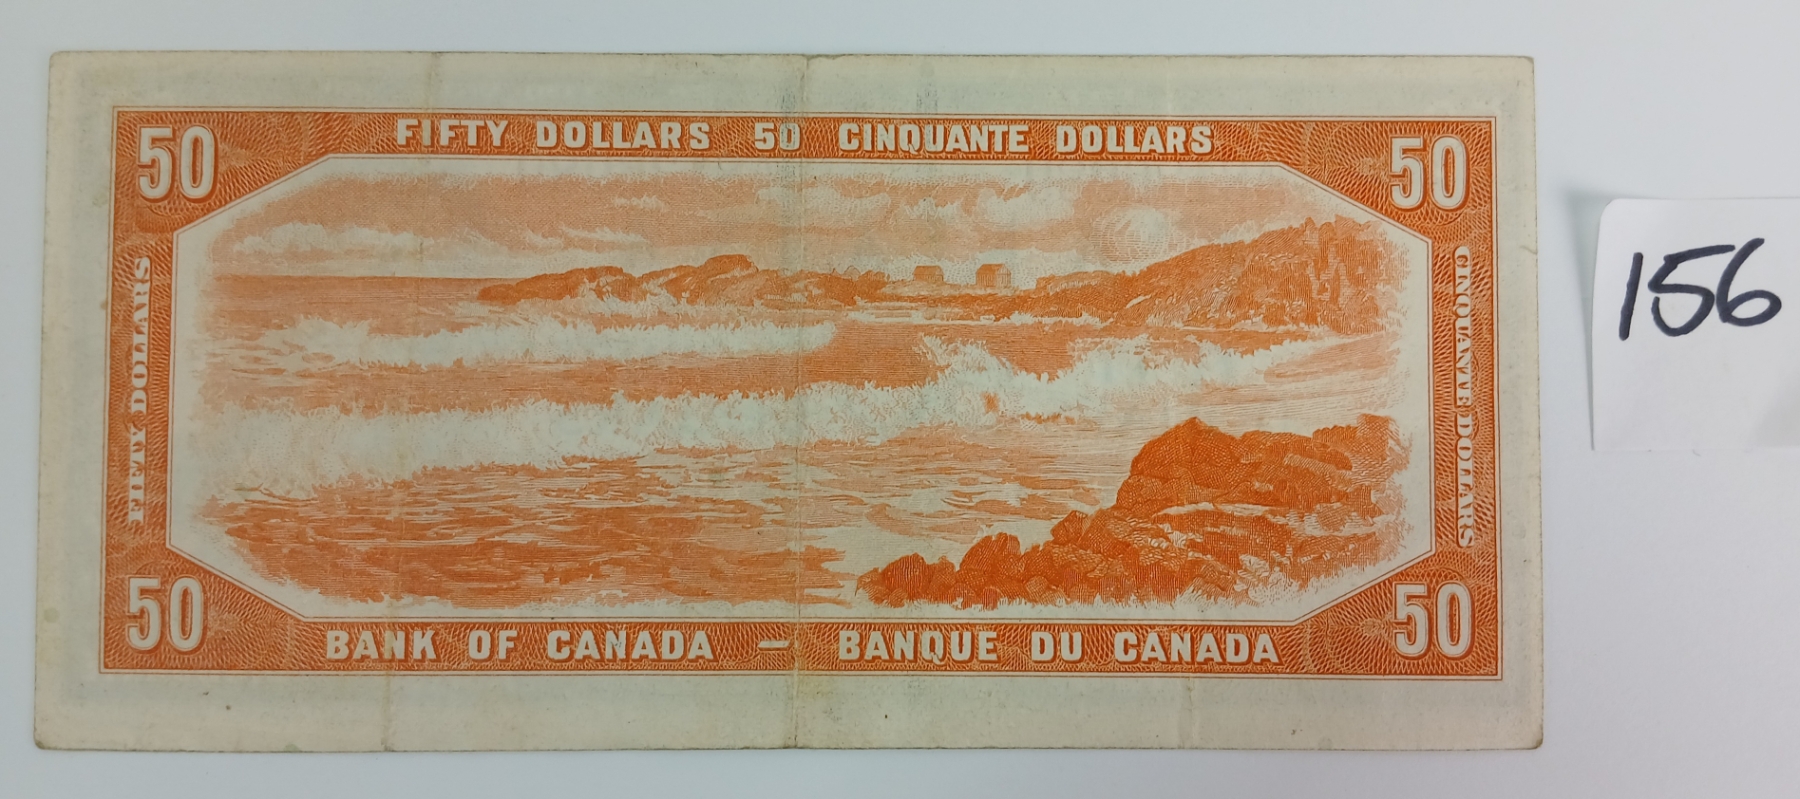 50 FIFTY DOLLARS 50 CINQUANTE DOLLARS 50
FIFTY DOLLARS
CINQUANTE DOLLARS
156
50 BANK OF CANADA – BANQUE DU CANADA 50